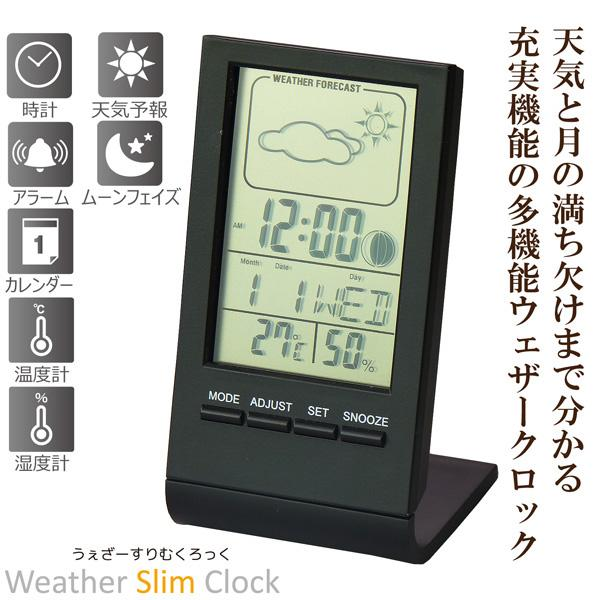 時計
天気予報
アラーム
ムーンフェイズ
1
カレンダー
℃
温度計
%
湿度計
WEATHER FORECAST
AM 12:00
Month Date Day
1 1 WED
27℃ 50%
MODE ADJUST SET SNOOZE
天気と月の満ち欠けまで分かる
充実機能の多機能ウェザークロック
うぇざーすりむくろっく
Weather Slim Clock